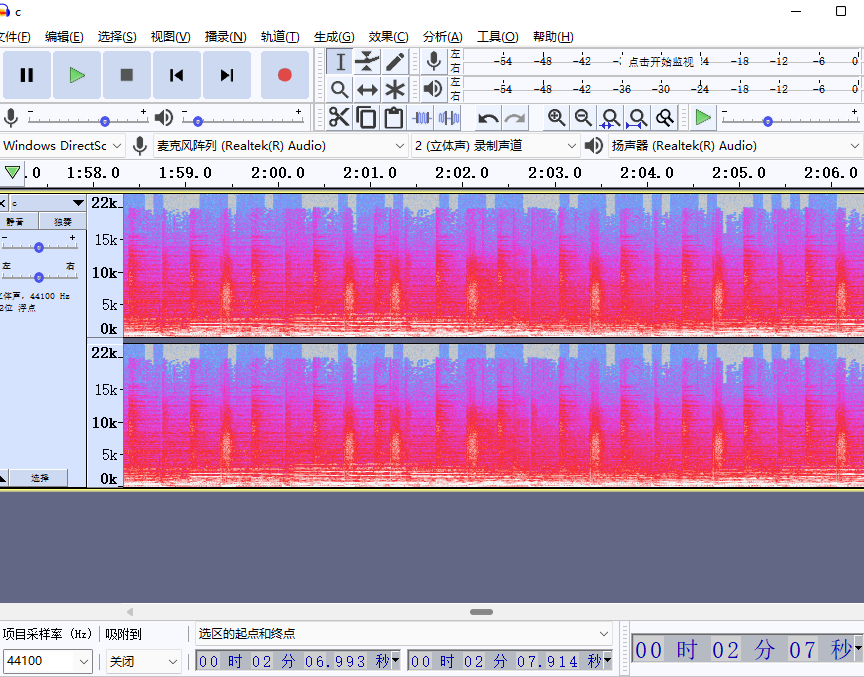 c
文件(F) 编辑(E) 选择(S) 视图(V) 播录(N) 轨道(T) 生成(G) 效果(C) 分析(A) 工具(O) 帮助(H)
左 右 -54 -48 -42 点击开始监视 -18 -12 -6 0
左 右 -54 -48 -42 -36 -30 -24 -18 -12 -6 0
- + - + - +
Windows DirectSc 麦克风阵列 (Realtek(R) Audio) 2 (立体声) 录制声道 扬声器 (Realtek(R) Audio)
.0 1:58.0 1:59.0 2:00.0 2:01.0 2:02.0 2:03.0 2:04.0 2:05.0 2:06.0
c
静音 独奏
- +
左 右
立体声, 44100 Hz
32位 浮点
22k
15k
10k
5k
0k
22k
15k
10k
5k
0k
选择
项目采样率 (Hz) 吸附到 选区的起点和终点
44100 关闭 00 时 02 分 06.993 秒 00 时 02 分 07.914 秒
00 时 02 分 07 秒